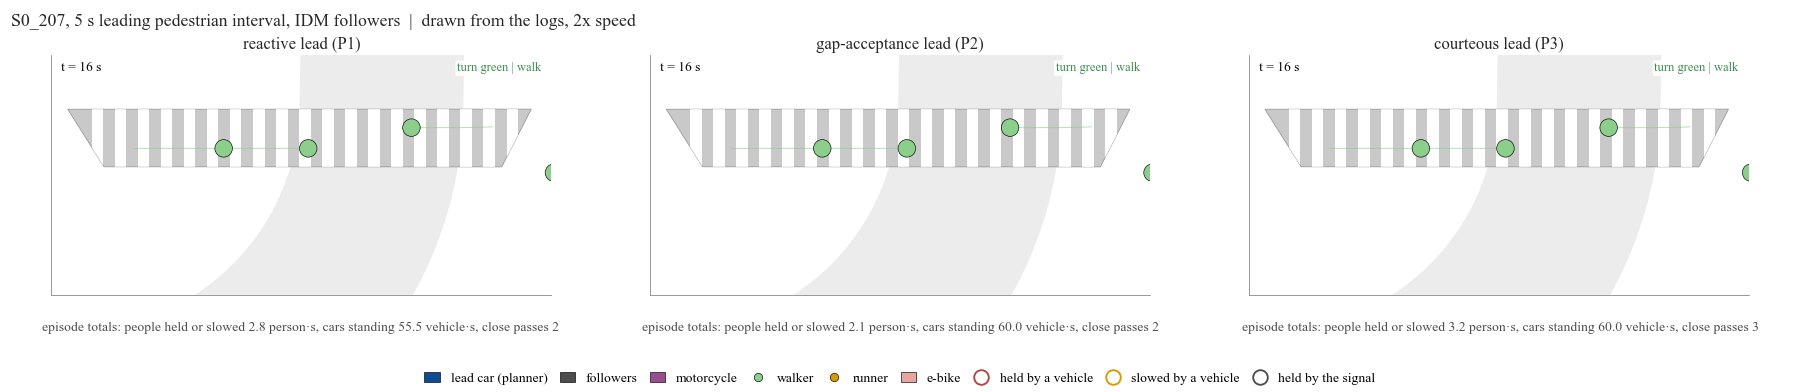 S0_207, 5 s leading pedestrian interval, IDM followers | drawn from the logs, 2x speed
reactive lead (P1)
gap-acceptance lead (P2)
courteous lead (P3)
t = 16 s
turn green | walk
t = 16 s
turn green | walk
t = 16 s
turn green | walk
episode totals: people held or slowed 2.8 person·s, cars standing 55.5 vehicle·s, close passes 2
episode totals: people held or slowed 2.1 person·s, cars standing 60.0 vehicle·s, close passes 2
episode totals: people held or slowed 3.2 person·s, cars standing 60.0 vehicle·s, close passes 3
lead car (planner)
followers
motorcycle
walker
runner
e-bike
held by a vehicle
slowed by a vehicle
held by the signal